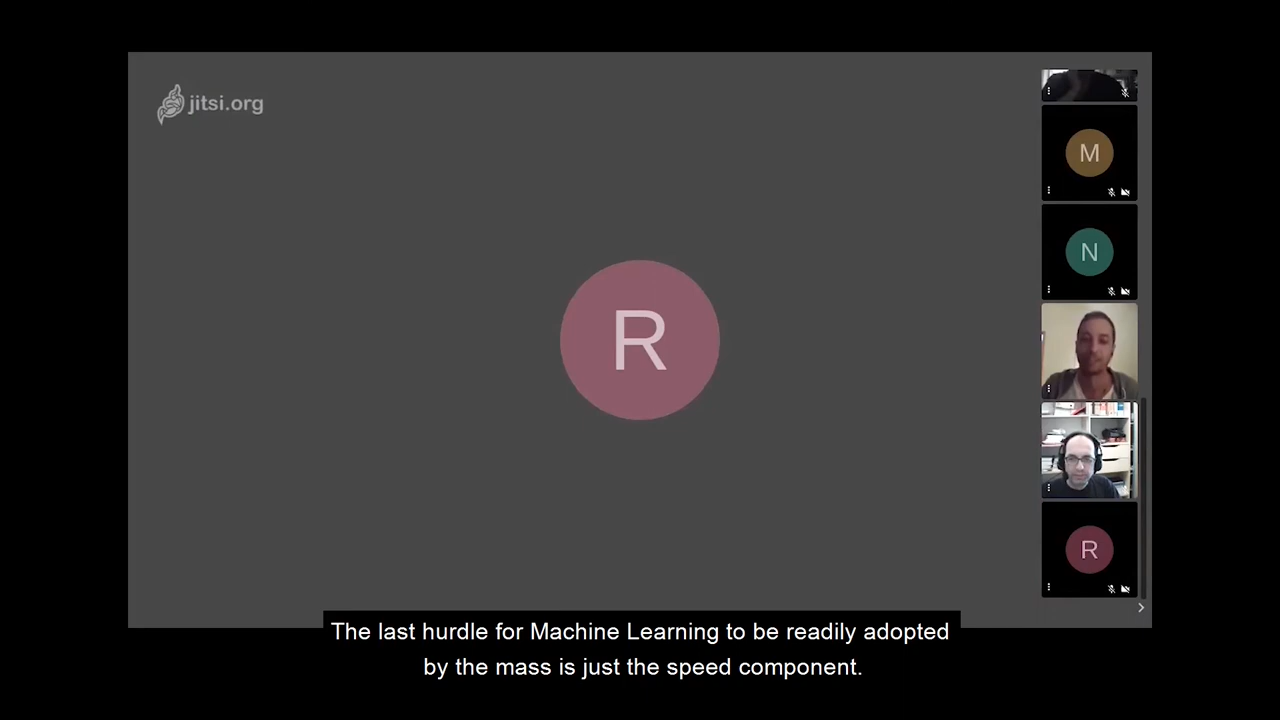 jitsi.org
M
N
R
R
The last hurdle for Machine Learning to be readily adopted
by the mass is just the speed component.